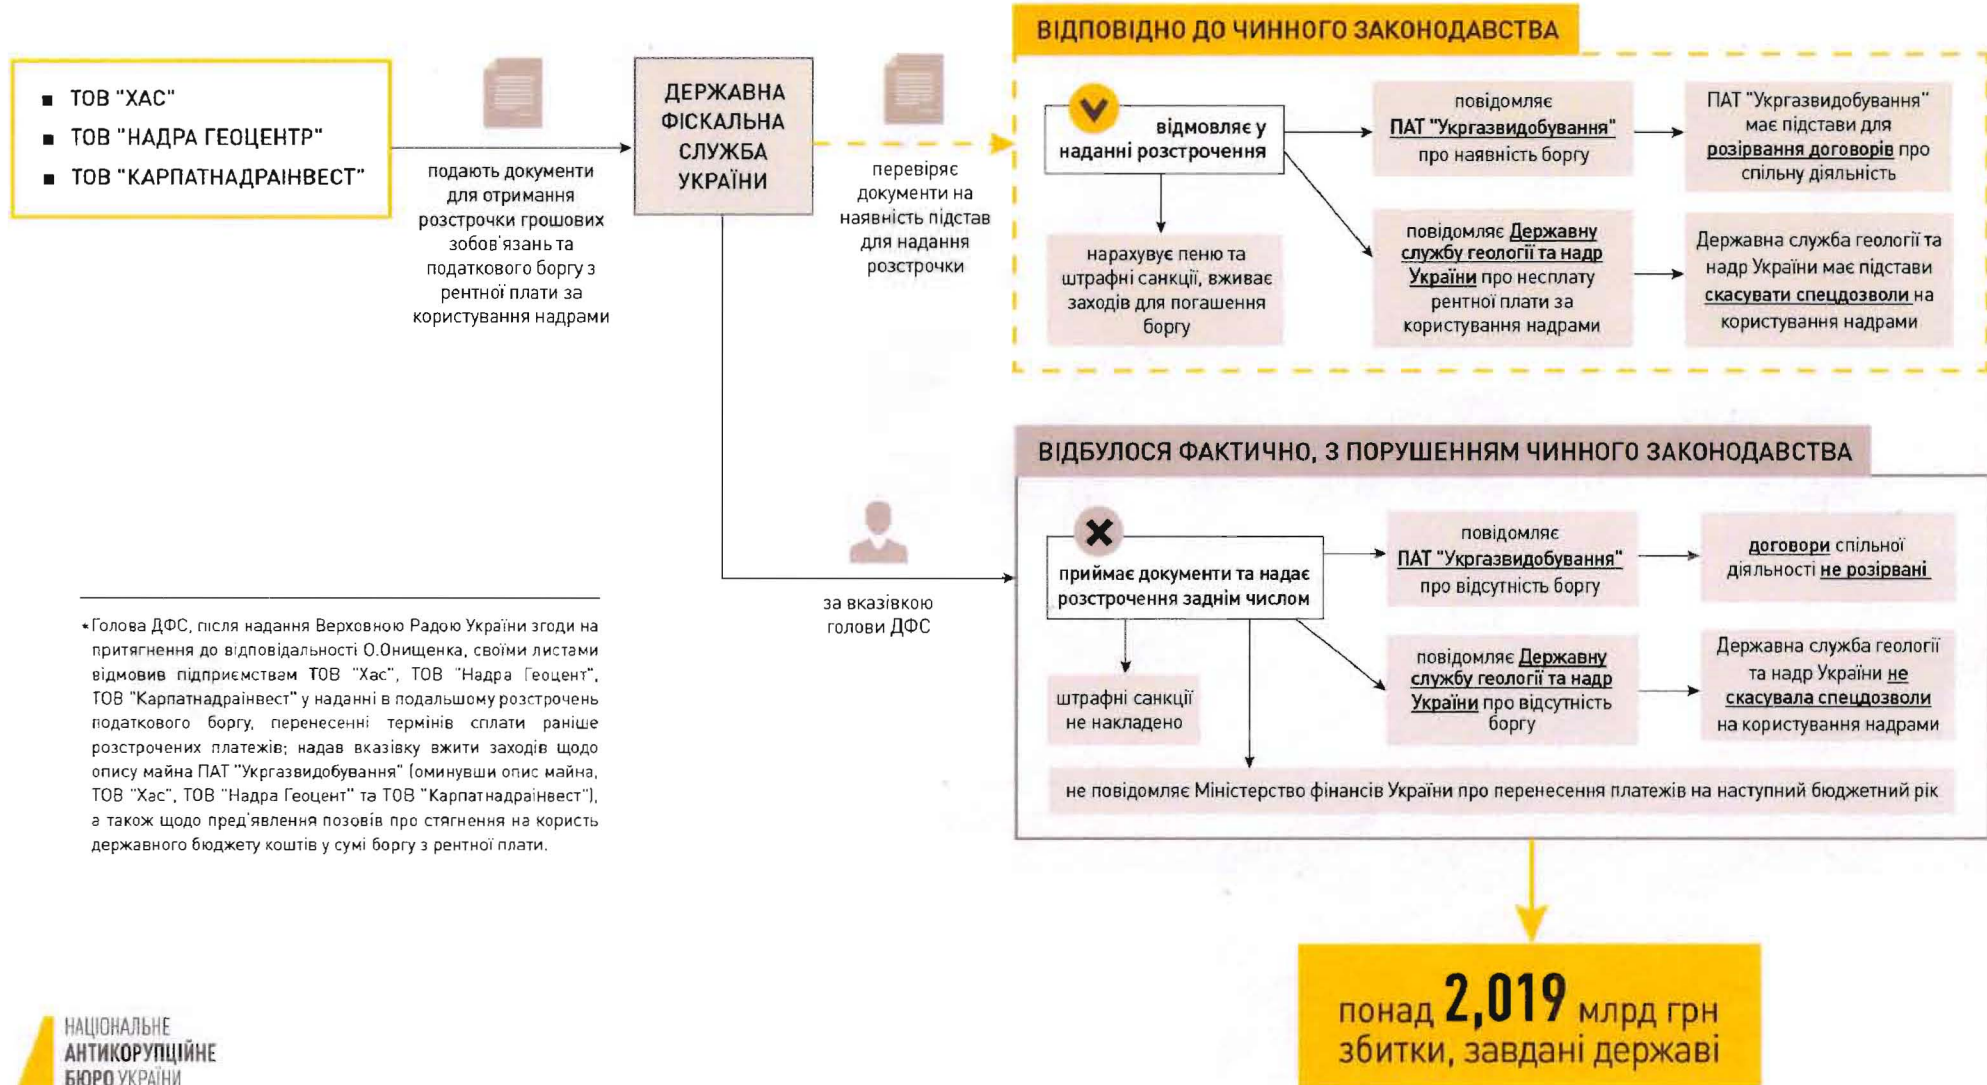 ■ ТОВ "ХАС"
■ ТОВ "НАДРА ГЕОЦЕНТР"
■ ТОВ "КАРПАТНАДРАІНВЕСТ"
подають документи
для отримання
розстрочки грошових
зобов'язань та
податкового боргу з
рентної плати за
користування надрами
ДЕРЖАВНА
ФІСКАЛЬНА
СЛУЖБА
УКРАЇНИ
перевіряє
документи на
наявність підстав
для надання
розстрочки
ВІДПОВІДНО ДО ЧИННОГО ЗАКОНОДАВСТВА
відмовляє у
наданні розстрочення
повідомляє
ПАТ "Укргазвидобування"
про наявність боргу
ПАТ "Укргазвидобування"
має підстави для
розірвання договорів про
спільну діяльність
нарахувує пеню та
штрафні санкції, вживає
заходів для погашення
боргу
повідомляє Державну
службу геології та надр
України про несплату
рентної плати за
користування надрами
Державна служба геології та
надр України має підстави
скасувати спецдозволи на
користування надрами
за вказівкою
голови ДФС
ВІДБУЛОСЯ ФАКТИЧНО, З ПОРУШЕННЯМ ЧИННОГО ЗАКОНОДАВСТВА
приймає документи та надає
розстрочення заднім числом
повідомляє
ПАТ "Укргазвидобування"
про відсутність боргу
договори спільної
діяльності не розірвані
штрафні санкції
не накладено
повідомляє Державну
службу геології та надр
України про відсутність
боргу
Державна служба геології
та надр України не
скасувала спецдозволи
на користування надрами
не повідомляє Міністерство фінансів України про перенесення платежів на наступний бюджетний рік
*Голова ДФС, після надання Верховною Радою України згоди на
притягнення до відповідальності О.Онищенка, своїми листами
відмовив підприємствам ТОВ "Хас", ТОВ "Надра Геоцент",
ТОВ "Карпатнадраінвест" у наданні в подальшому розстрочень
податкового боргу, перенесенні термінів сплати раніше
розстрочених платежів; надав вказівку вжити заходів щодо
опису майна ПАТ "Укргазвидобування" (оминувши опис майна,
ТОВ "Хас", ТОВ "Надра Геоцент" та ТОВ "Карпатнадраінвест"),
а також щодо пред'явлення позовів про стягнення на користь
державного бюджету коштів у сумі боргу з рентної плати.
понад 2,019 млрд грн
збитки, завдані державі
НАЦІОНАЛЬНЕ
АНТИКОРУПЦІЙНЕ
БЮРО УКРАЇНИ